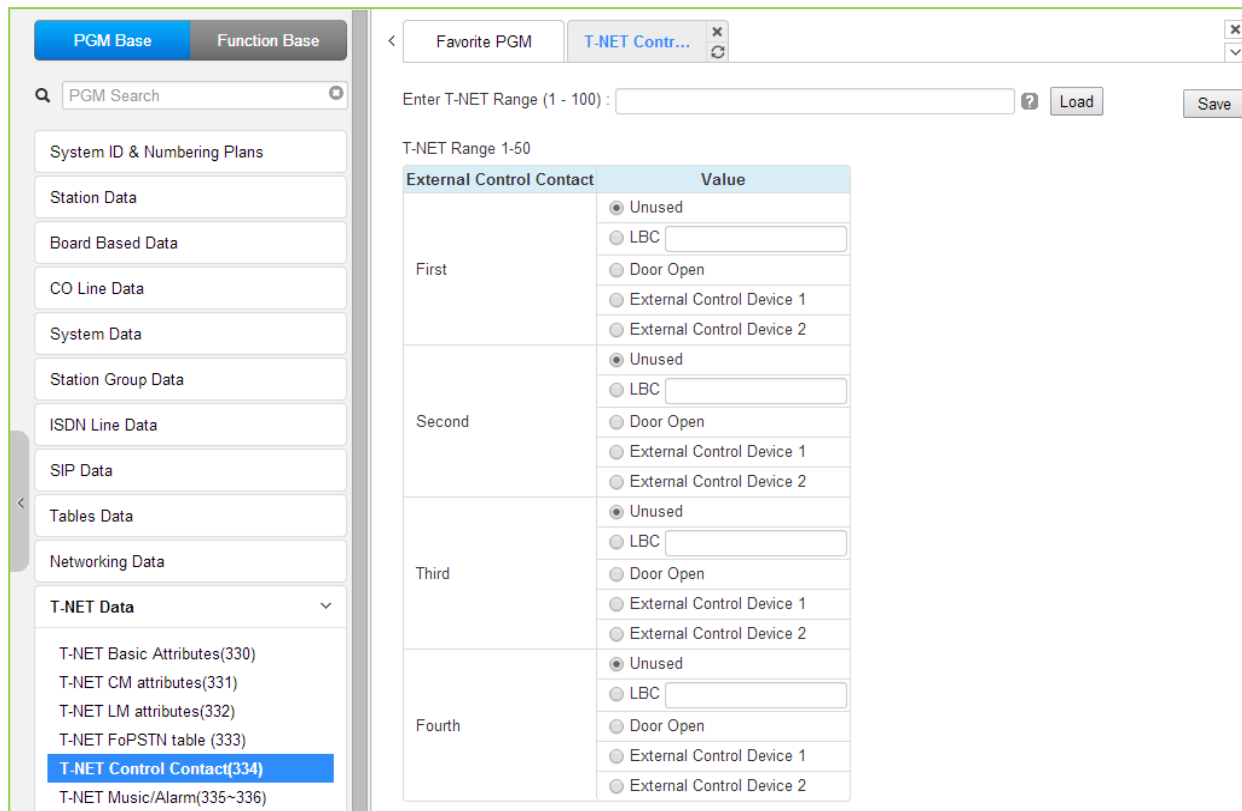 PGM Base
Function Base
PGM Search
System ID & Numbering Plans
Station Data
Board Based Data
CO Line Data
System Data
Station Group Data
ISDN Line Data
SIP Data
Tables Data
Networking Data
T-NET Data
T-NET Basic Attributes(330)
T-NET CM attributes(331)
T-NET LM attributes(332)
T-NET FoPSTN table (333)
T-NET Control Contact(334)
T-NET Music/Alarm(335~336)
Favorite PGM
T-NET Contr...
Enter T-NET Range (1 - 100) :
Load
Save
T-NET Range 1-50
External Control Contact Value
First
Unused
LBC
Door Open
External Control Device 1
External Control Device 2
Second
Unused
LBC
Door Open
External Control Device 1
External Control Device 2
Third
Unused
LBC
Door Open
External Control Device 1
External Control Device 2
Fourth
Unused
LBC
Door Open
External Control Device 1
External Control Device 2